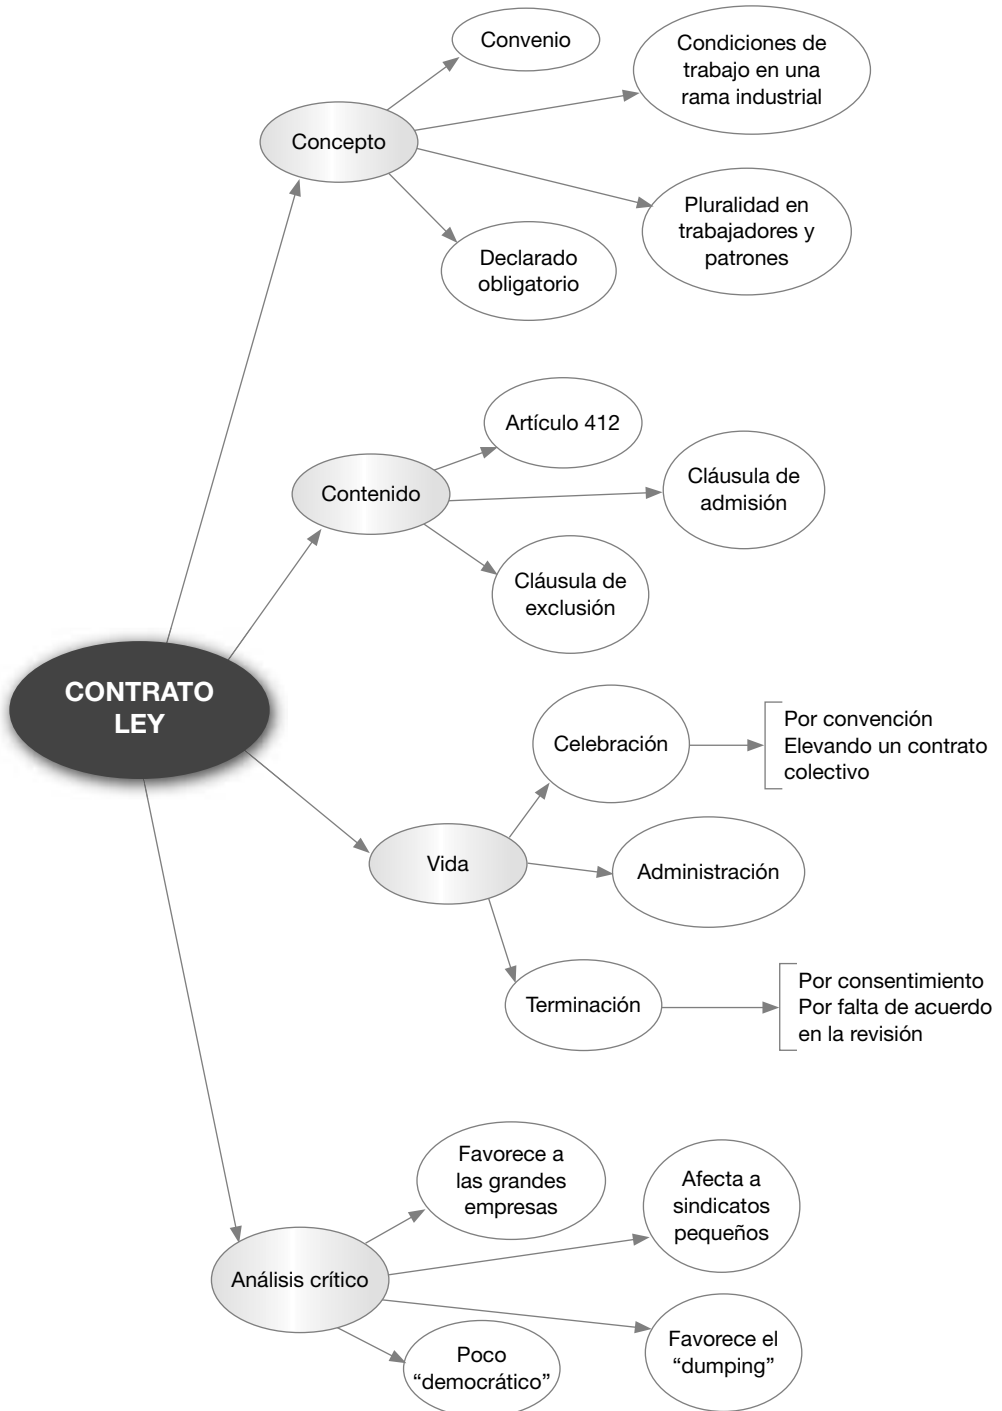 Convenio
Condiciones de
trabajo en una
rama industrial
Concepto
Pluralidad en
trabajadores y
patrones
Declarado
obligatorio
Artículo 412
Contenido
Cláusula de
admisión
Cláusula de
exclusión
CONTRATO
LEY
Celebración
Por convención
Elevando un contrato
colectivo
Vida
Administración
Terminación
Por consentimiento
Por falta de acuerdo
en la revisión
Favorece a
las grandes
empresas
Afecta a
sindicatos
pequeños
Análisis crítico
Poco
“democrático”
Favorece el
“dumping”